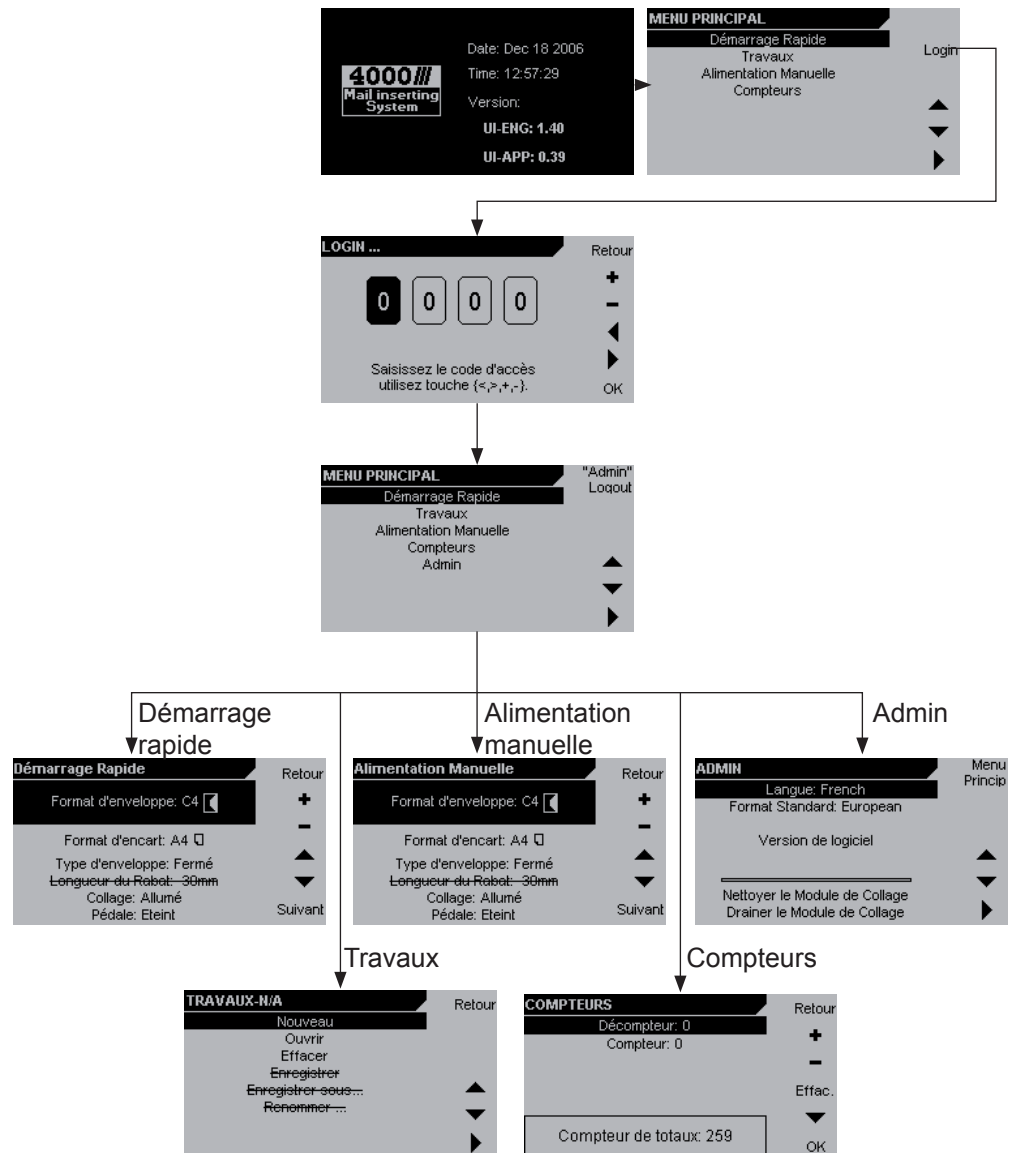 4000
Mail inserting
System
Date: Dec 18 2006
Time: 12:57:29
Version:
UI-ENG: 1.40
UI-APP: 0.39
MENU PRINCIPAL
Démarrage Rapide
Travaux
Alimentation Manuelle
Compteurs
Login
LOGIN ...
0 0 0 0
Saisissez le code d'accès
utilisez touche {<,>,+,-}.
Retour
+
-
OK
MENU PRINCIPAL
Démarrage Rapide
Travaux
Alimentation Manuelle
Compteurs
Admin
"Admin"
Logout
Démarrage
rapide
Démarrage Rapide
Format d'enveloppe: C4
Format d'encart: A4
Type d'enveloppe: Fermé
Longueur du Rabat: 30mm
Collage: Allumé
Pédale: Eteint
Retour
+
-
Suivant
Alimentation
manuelle
Alimentation Manuelle
Format d'enveloppe: C4
Format d'encart: A4
Type d'enveloppe: Fermé
Longueur du Rabat: 30mm
Collage: Allumé
Pédale: Eteint
Retour
+
-
Suivant
Admin
ADMIN
Langue: French
Format Standard: European
Version de logiciel
Nettoyer le Module de Collage
Drainer le Module de Collage
Menu
Princip
Travaux
TRAVAUX-N/A
Nouveau
Ouvrir
Effacer
Enregistrer
Enregistrer sous...
Renommer ...
Retour
Compteurs
COMPTEURS
Décompteur: 0
Compteur: 0
Compteur de totaux: 259
Retour
+
-
Effac.
OK